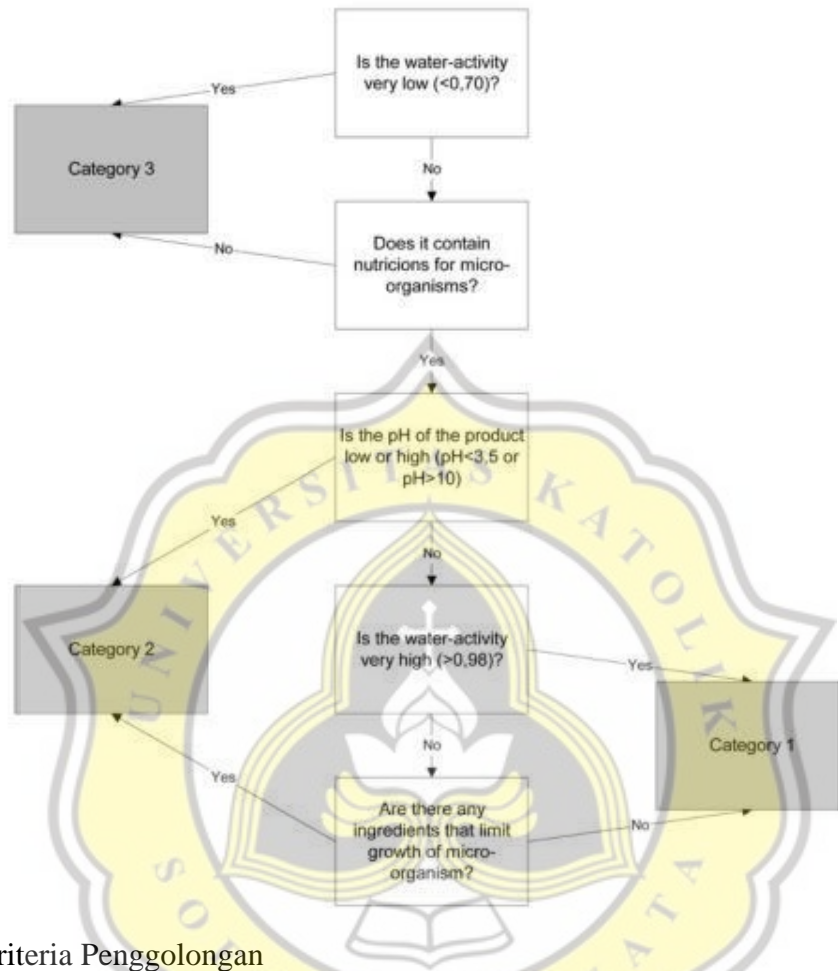 Is the water-activity
very low (<0,70)?
Yes
Category 3
No
Does it contain
nutricions for micro-
organisms?
No
Yes
Is the pH of the product
low or high (pH<3,5 or
pH>10)
Yes
No
Category 2
Is the water-activity
very high (>0,98)?
Yes
Category 1
No
Yes
Are there any
ingredients that limit
growth of micro-
organism?
No
UNIVERSITAS KATOLIK
riteria Penggolongan